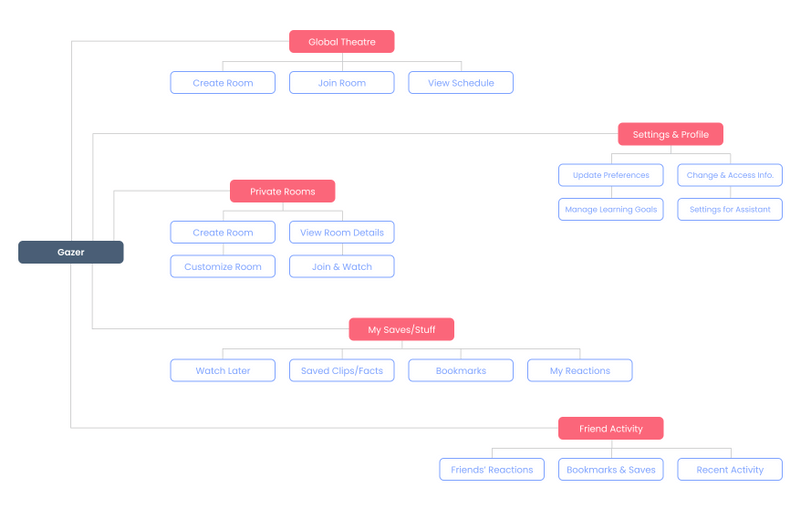 Global Theatre
Create Room
Join Room
View Schedule
Settings & Profile
Update Preferences
Change & Access Info.
Manage Learning Goals
Settings for Assistant
Private Rooms
Create Room
View Room Details
Customize Room
Join & Watch
Gazer
My Saves/Stuff
Watch Later
Saved Clips/Facts
Bookmarks
My Reactions
Friend Activity
Friends' Reactions
Bookmarks & Saves
Recent Activity